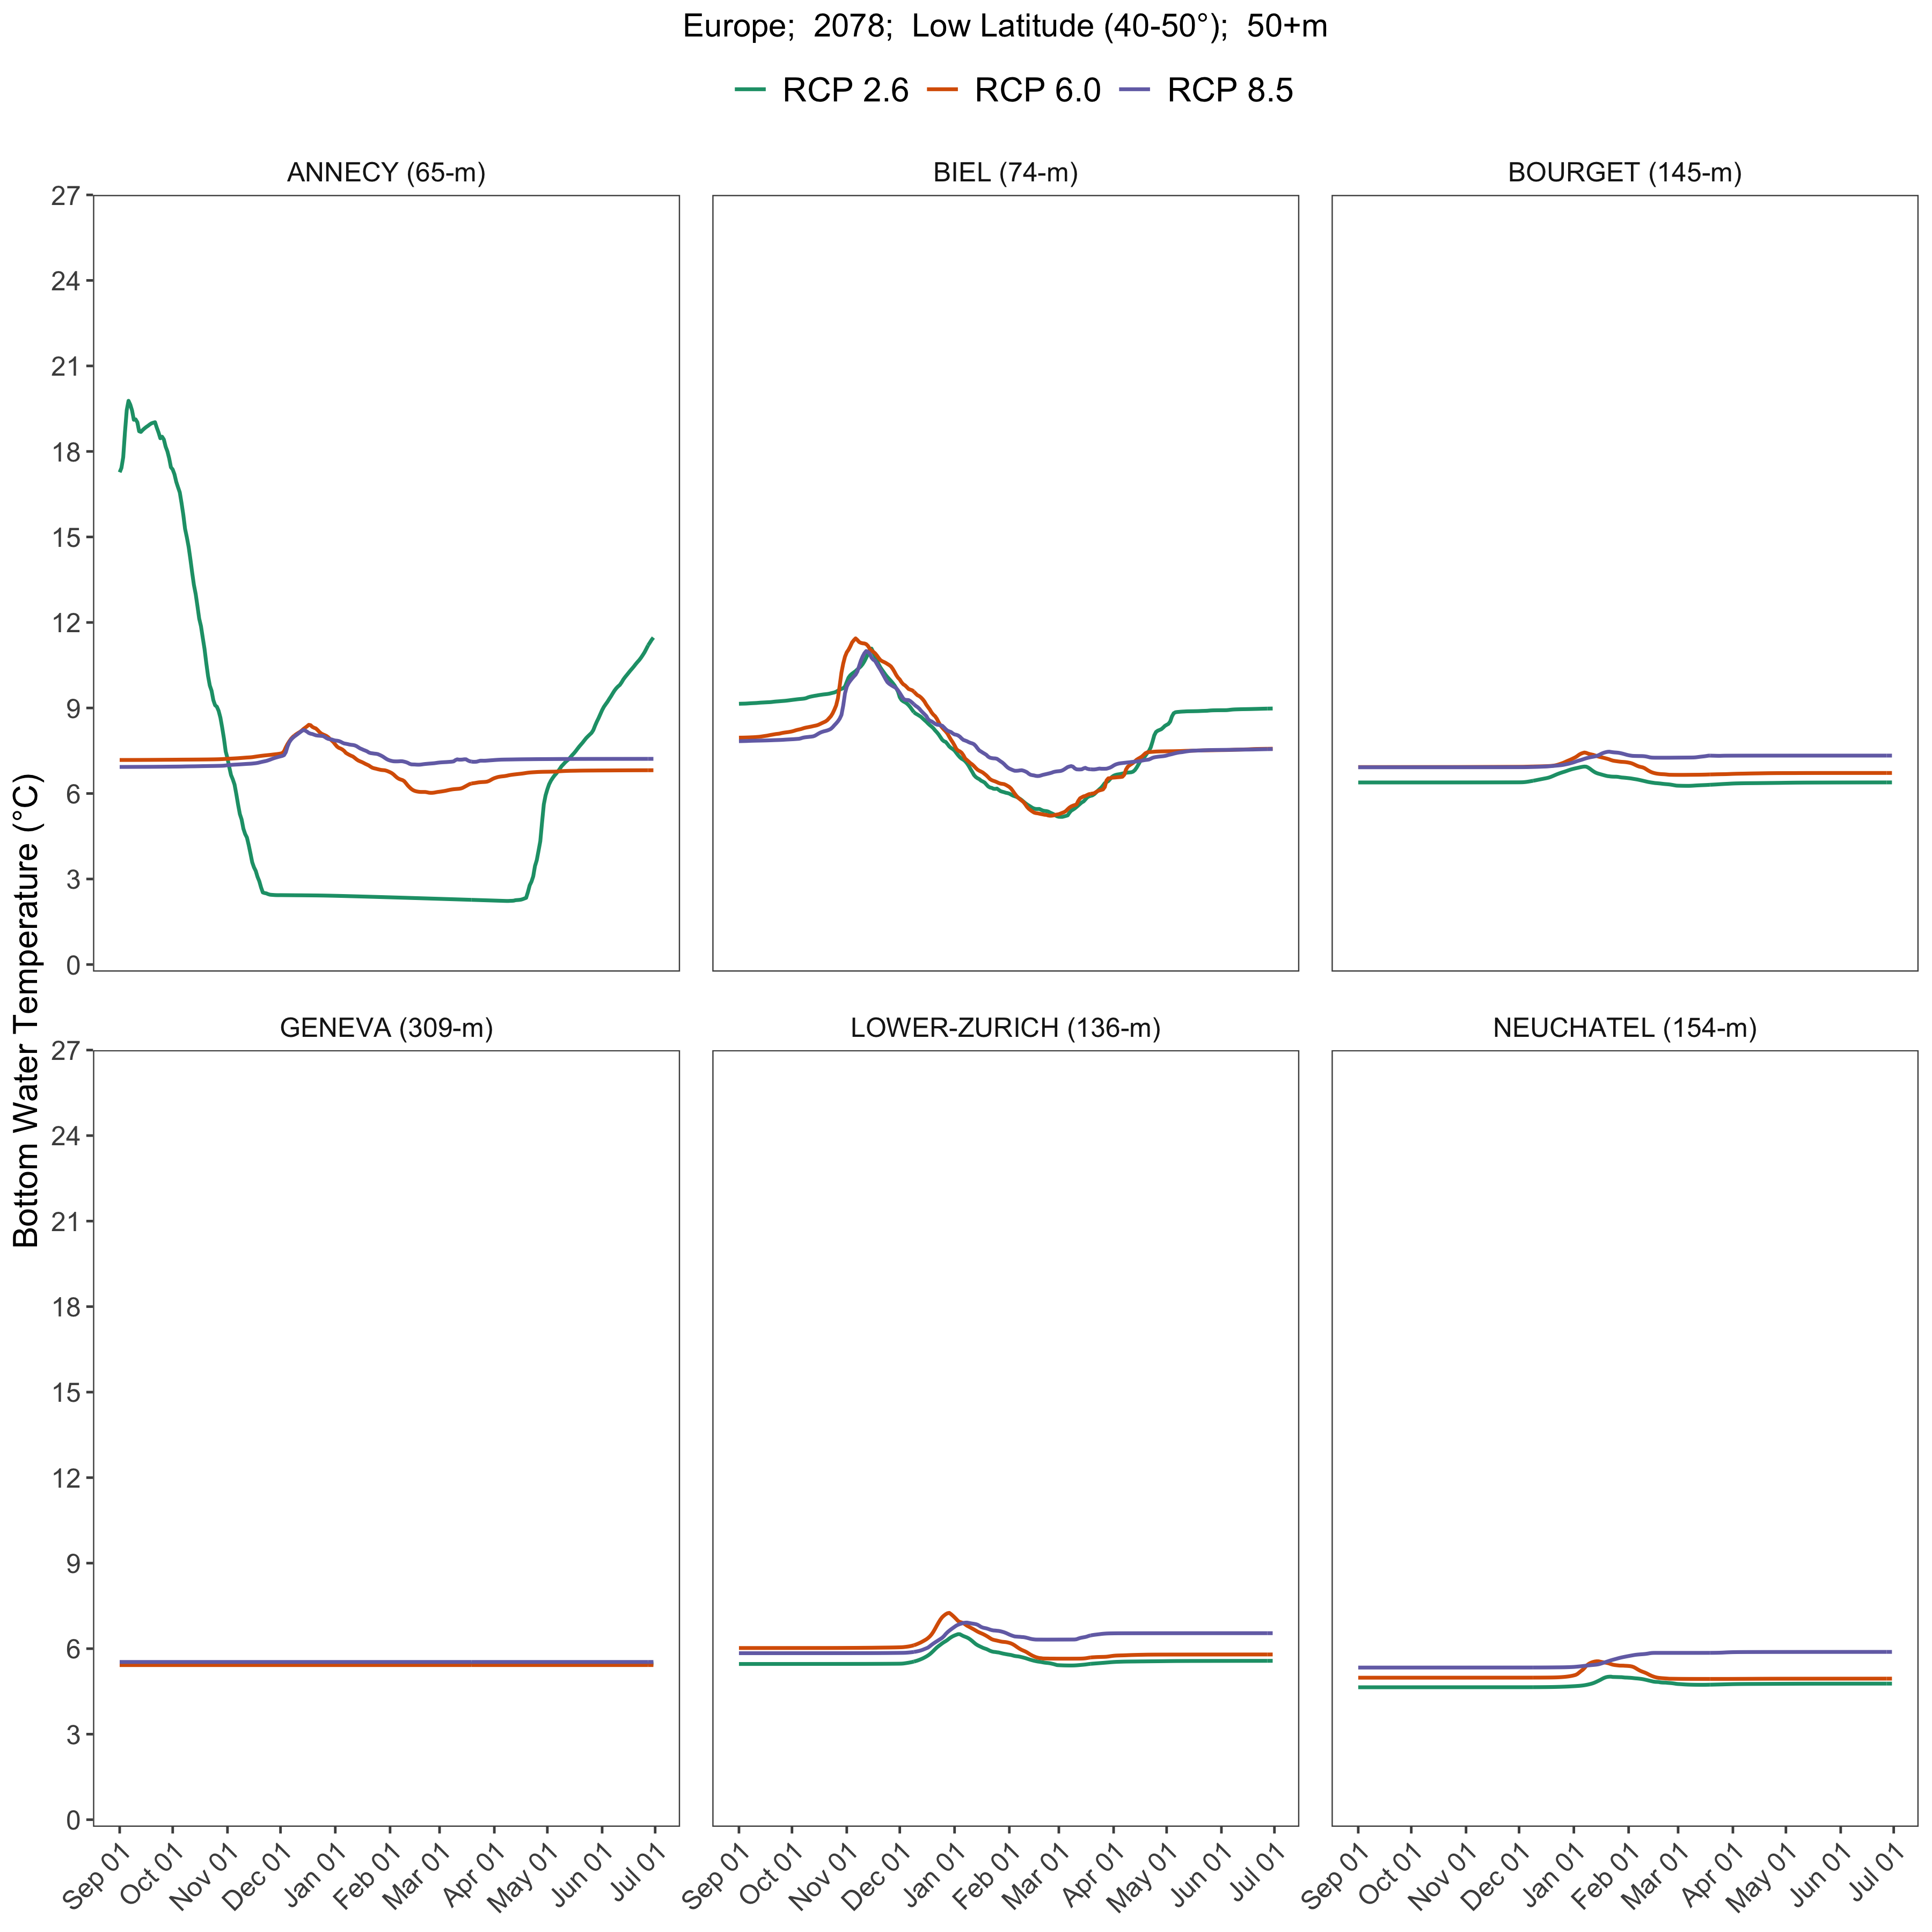 Europe;  2078;  Low Latitude (40-50°);  50+m
RCP 2.6 RCP 6.0 RCP 8.5
ANNECY (65-m) BIEL (74-m) BOURGET (145-m)
27
24
21
18
15
12
9
6
3
0
Bottom Water Temperature (°C)
GENEVA (309-m) LOWER-ZURICH (136-m) NEUCHATEL (154-m)
27
24
21
18
15
12
9
6
3
0
Sep 01 Oct 01 Nov 01 Dec 01 Jan 01 Feb 01 Mar 01 Apr 01 May 01 Jun 01 Jul 01
Sep 01 Oct 01 Nov 01 Dec 01 Jan 01 Feb 01 Mar 01 Apr 01 May 01 Jun 01 Jul 01
Sep 01 Oct 01 Nov 01 Dec 01 Jan 01 Feb 01 Mar 01 Apr 01 May 01 Jun 01 Jul 01